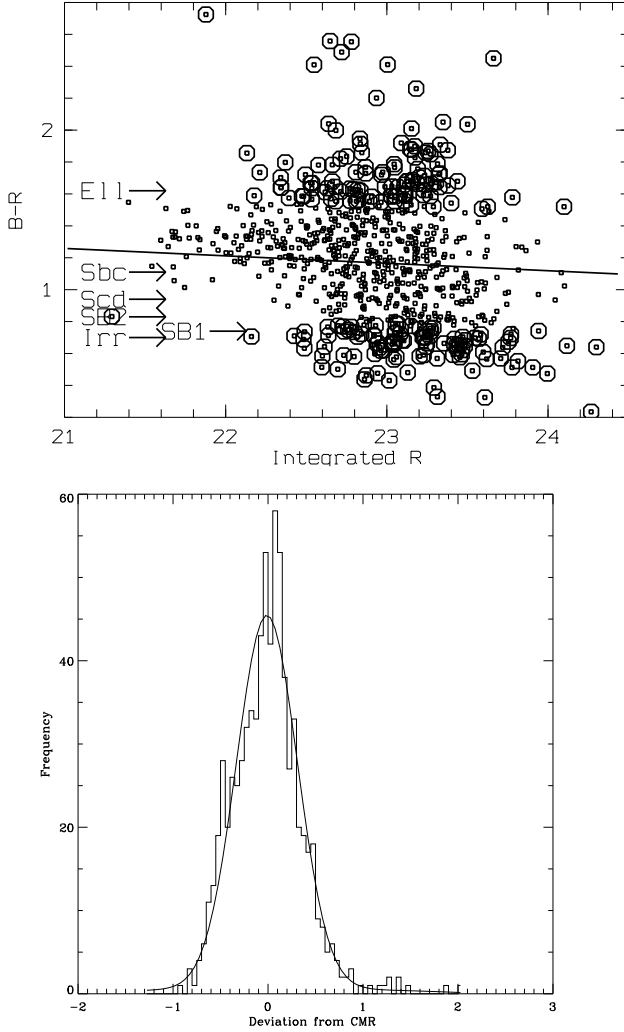 2
1
B-R
Ell
Sbc
Scd
SB2
Irr
SB1
21 22 23 24
Integrated R
60
40
20
0
Frequency
-2 -1 0 1 2 3
Deviation from CMR